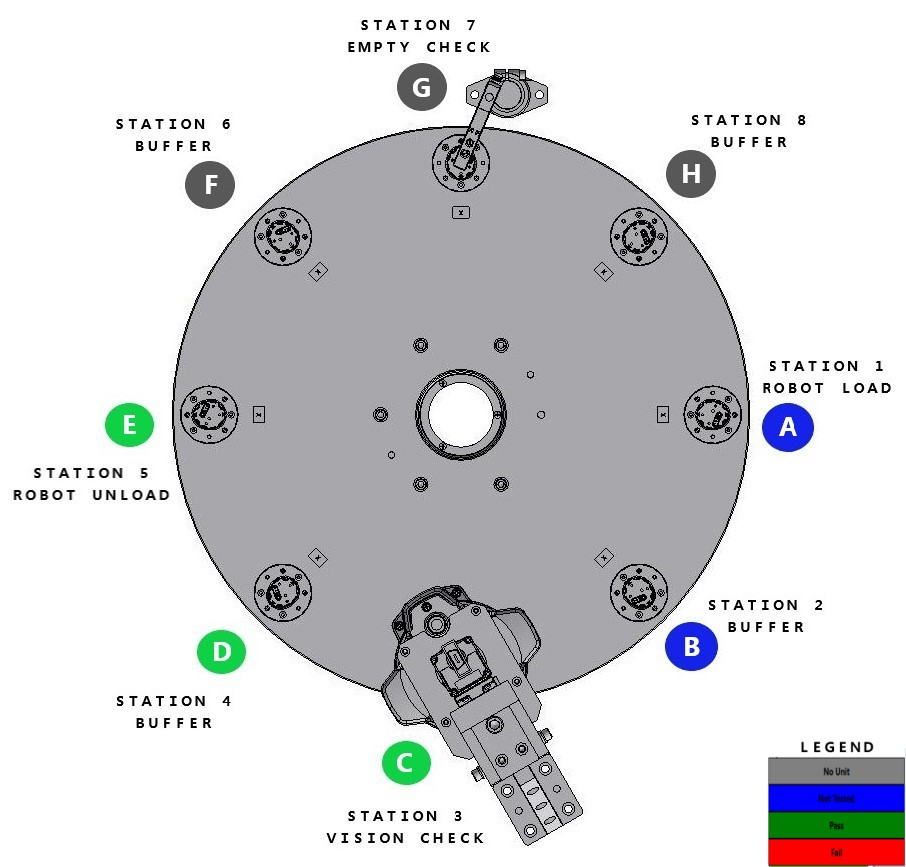 STATION 7
EMPTY CHECK
G
STATION 6
BUFFER
F
STATION 8
BUFFER
H
STATION 1
ROBOT LOAD
A
E
STATION 5
ROBOT UNLOAD
STATION 2
BUFFER
B
D
STATION 4
BUFFER
C
STATION 3
VISION CHECK
LEGEND
No Unit
Not Tested
Pass
Fail